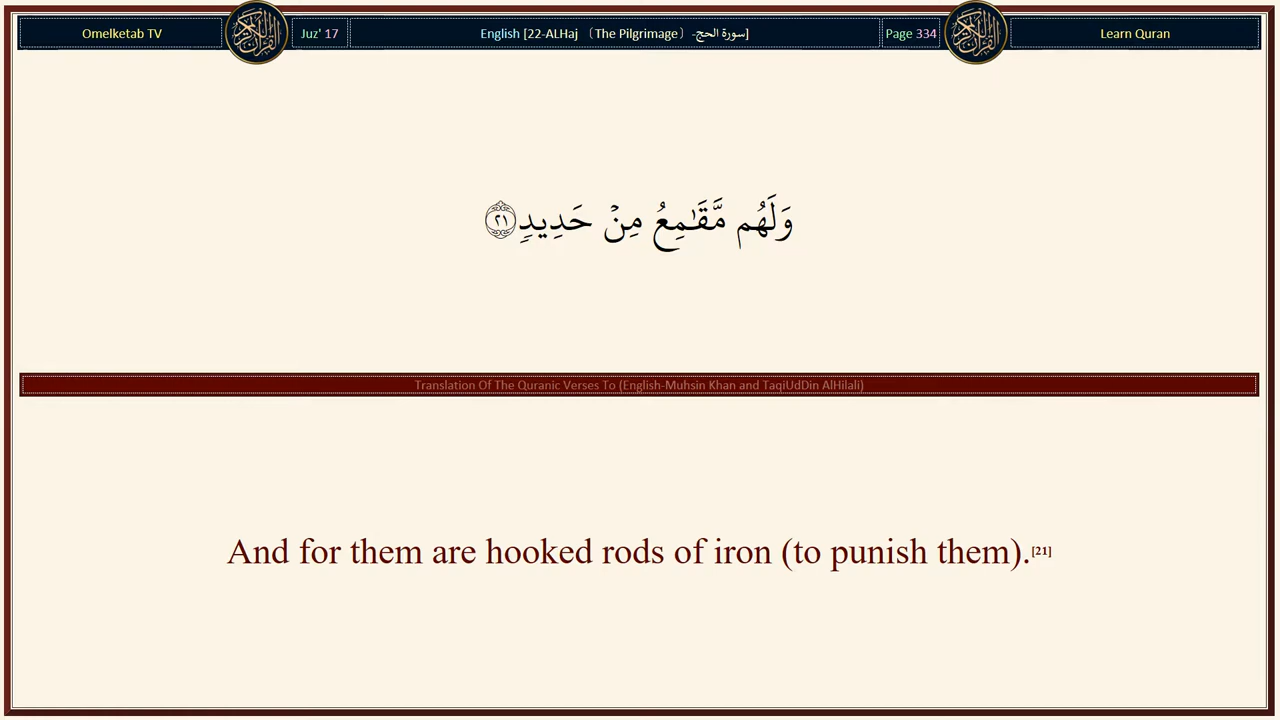 Omelketab TV
Juz' 17
English [22-ALHaj （The Pilgrimage）-سورة الحج]
Page 334
Learn Quran
وَلَهُم مَّقَٰمِعُ مِنۡ حَدِيدٖ ٢١
Translation Of The Quranic Verses To (English-Muhsin Khan and TaqiUdDin AlHilali)
And for them are hooked rods of iron (to punish them).[21]